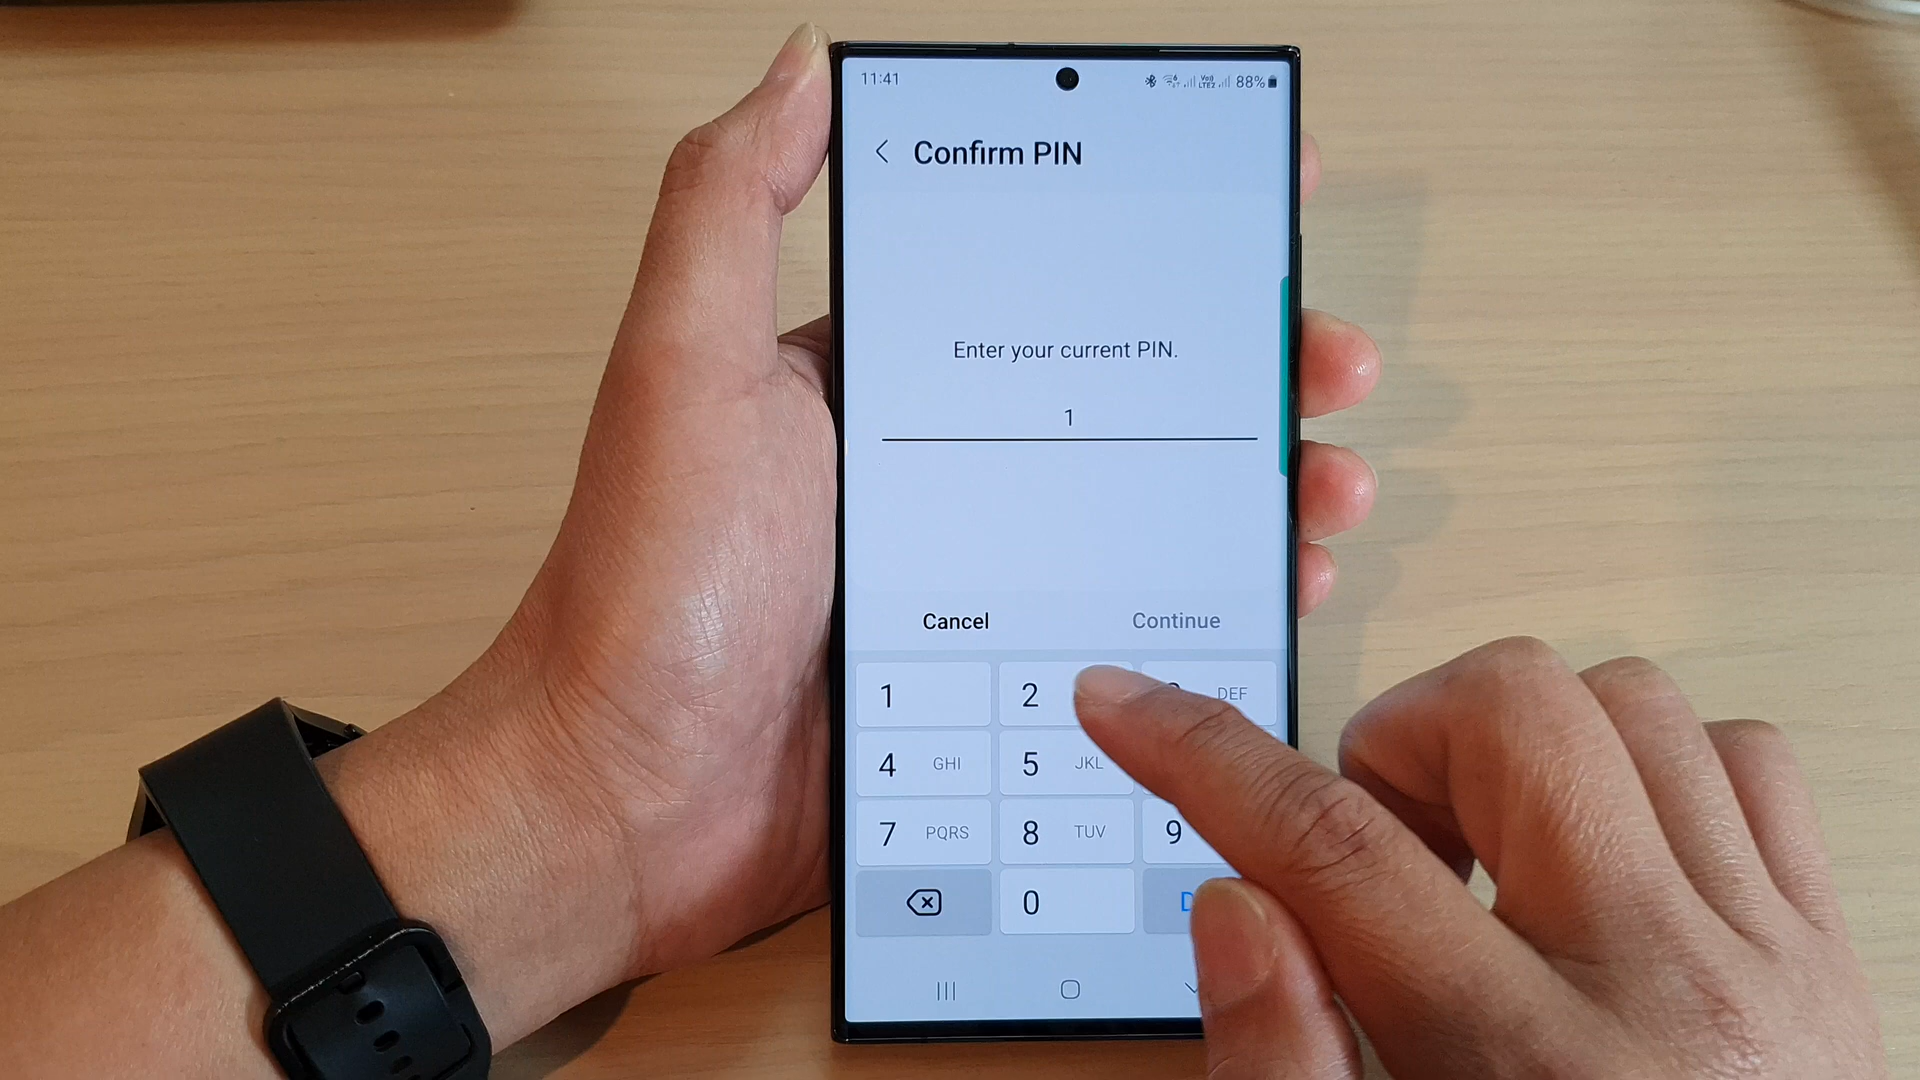 11:41
88%
Confirm PIN
Enter your current PIN.
1
Cancel
Continue
1
2
DEF
4 GHI
5 JKL
7 PQRS
8 TUV
9
0